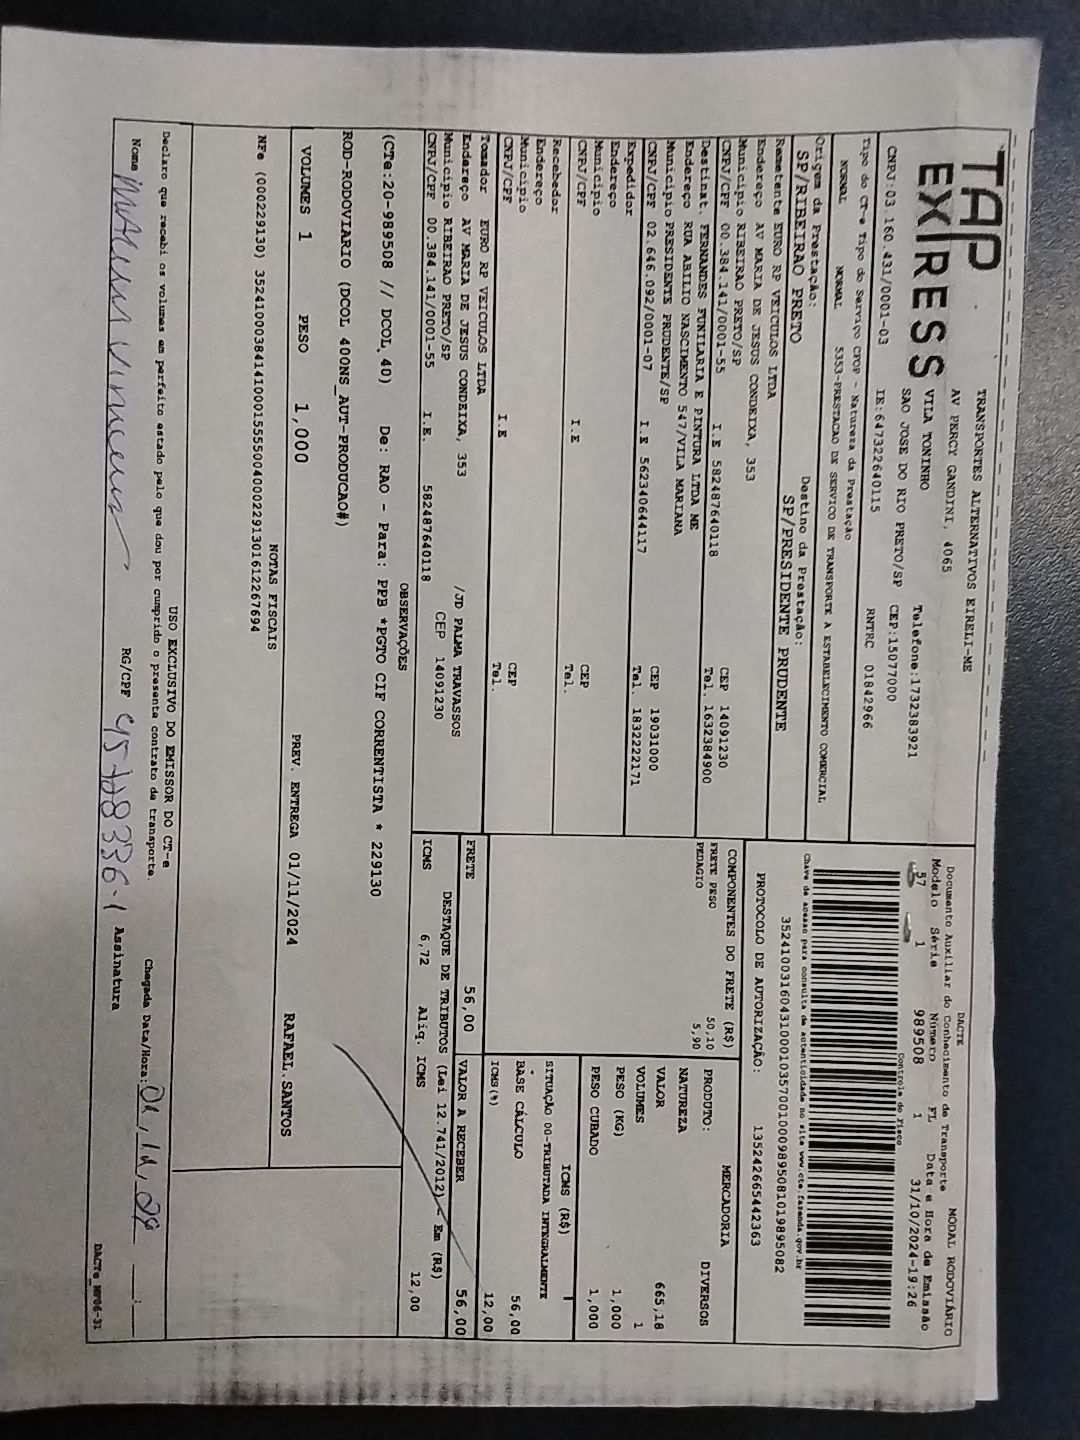 TAP EXPRESS
TRANSPORTES ALTERNATIVOS EIRELI-ME
AV PERCY GANDINI, 4065
VILA TONINHO Telefone:1732383921
SAO JOSE DO RIO PRETO/SP CEP:15077000
CNPJ:03.160.431/0001-03 IE:647322640115 RNTRC 01842966
Tipo do CT-e Tipo do Serviço CFOP - Natureza da Prestação
NORMAL NORMAL 5353-PRESTACAO DE SERVICO DE TRANSPORTE A ESTABELECIMENTO COMERCIAL
Origem da Prestação: Destino da Prestação:
SP/RIBEIRAO PRETO SP/PRESIDENTE PRUDENTE
Remetente EURO RP VEICULOS LTDA
Endereço AV MARIA DE JESUS CONDEIXA, 353
Município RIBEIRAO PRETO/SP CEP 14091230
CNPJ/CPF 00.384.141/0001-55 I.E 582487640118 Tel. 1632384900
Destinat. FERNANDES FUNILARIA E PINTURA LTDA ME
Endereço RUA ABILIO NASCIMENTO 547/VILA MARIANA
Município PRESIDENTE PRUDENTE/SP CEP 19031000
CNPJ/CPF 02.646.092/0001-07 I.E 562340644117 Tel. 1832222171
Expedidor
Endereço
Município CEP
CNPJ/CPF I.E Tel.
Recebedor
Endereço
Município CEP
CNPJ/CPF I.E Tel.
Tomador EURO RP VEICULOS LTDA
Endereço AV MARIA DE JESUS CONDEIXA, 353 /JD PALMA TRAVASSOS
Município RIBEIRAO PRETO/SP CEP 14091230
CNPJ/CPF 00.384.141/0001-55 I.E. 582487640118
DACTE MODAL RODOVIÁRIO
Documento Auxiliar do Conhecimento de Transporte
Modelo Série Número FL Data e Hora de Emissão
57 1 989508 1 31/10/2024-19:26
Controle do Fisco
Chave de acesso para consulta de autenticidade no site www.cte.fazenda.gov.br
35241003160431000103570010009895081019895082
PROTOCOLO DE AUTORIZAÇÃO: 135242665442363
COMPONENTES DO FRETE (R$)
FRETE PESO 50,10
PEDAGIO 5,90
PRODUTO: MERCADORIA
NATUREZA DIVERSOS
VALOR 665,18
VOLUMES 1
PESO (KG) 1,000
PESO CUBADO 1,000
ICMS (R$)
SITUAÇÃO 00-TRIBUTADA INTEGRALMENTE
BASE CÁLCULO 56,00
ICMS(%) 12,00
FRETE 56,00 VALOR A RECEBER 56,00
DESTAQUE DE TRIBUTOS (Lei 12.741/2012) - Em (R$)
ICMS 6,72 Aliq. ICMS 12,00
OBSERVAÇÕES
(CTe:20-989508 // DCOL.40) De: RAO - Para: PPB *PGTO CIF CORRENTISTA * 229130
ROD-RODOVIARIO (DCOL 400NS_AUT-PRODUCAO#)
VOLUMES 1 PESO 1,000 PREV. ENTREGA 01/11/2024 RAFAEL.SANTOS
NOTAS FISCAIS
NFe (000229130) 35241000384141000155550040002291301612267694
USO EXCLUSIVO DO EMISSOR DO CT-e
Declaro que recebi os volumes em perfeito estado pelo que dou por cumprido o presente contrato de transporte. Chegada Data/Hora:
Nome RG/CPF Assinatura
DACTe_MP06-31